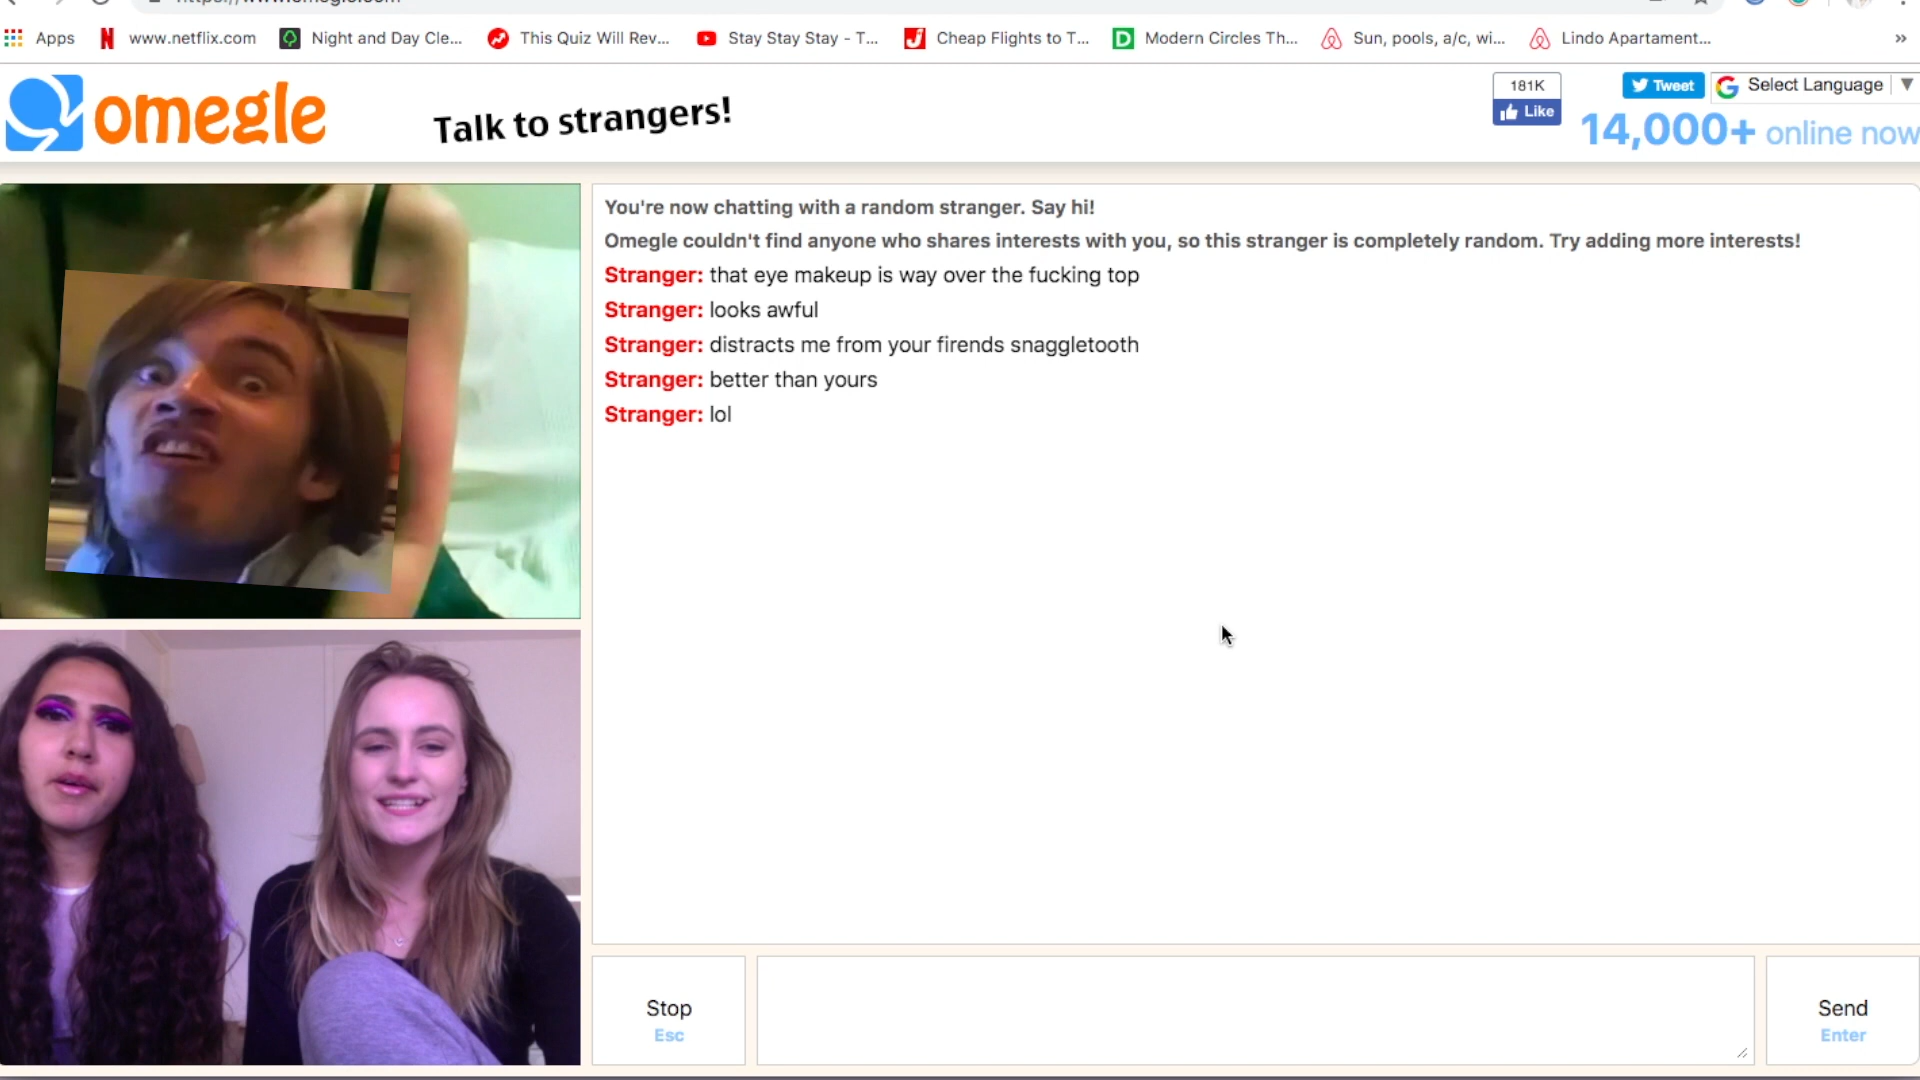 Apps
www.netflix.com
Night and Day Cle...
This Quiz Will Rev...
Stay Stay Stay - T...
Cheap Flights to T...
Modern Circles Th...
Sun, pools, a/c, wi...
Lindo Apartament...
»
omegle
Talk to strangers!
181K
Like
Tweet
Select Language
14,000+ online now
You're now chatting with a random stranger. Say hi!
Omegle couldn't find anyone who shares interests with you, so this stranger is completely random. Try adding more interests!
Stranger: that eye makeup is way over the fucking top
Stranger: looks awful
Stranger: distracts me from your firends snaggletooth
Stranger: better than yours
Stranger: lol
Stop
Esc
Send
Enter